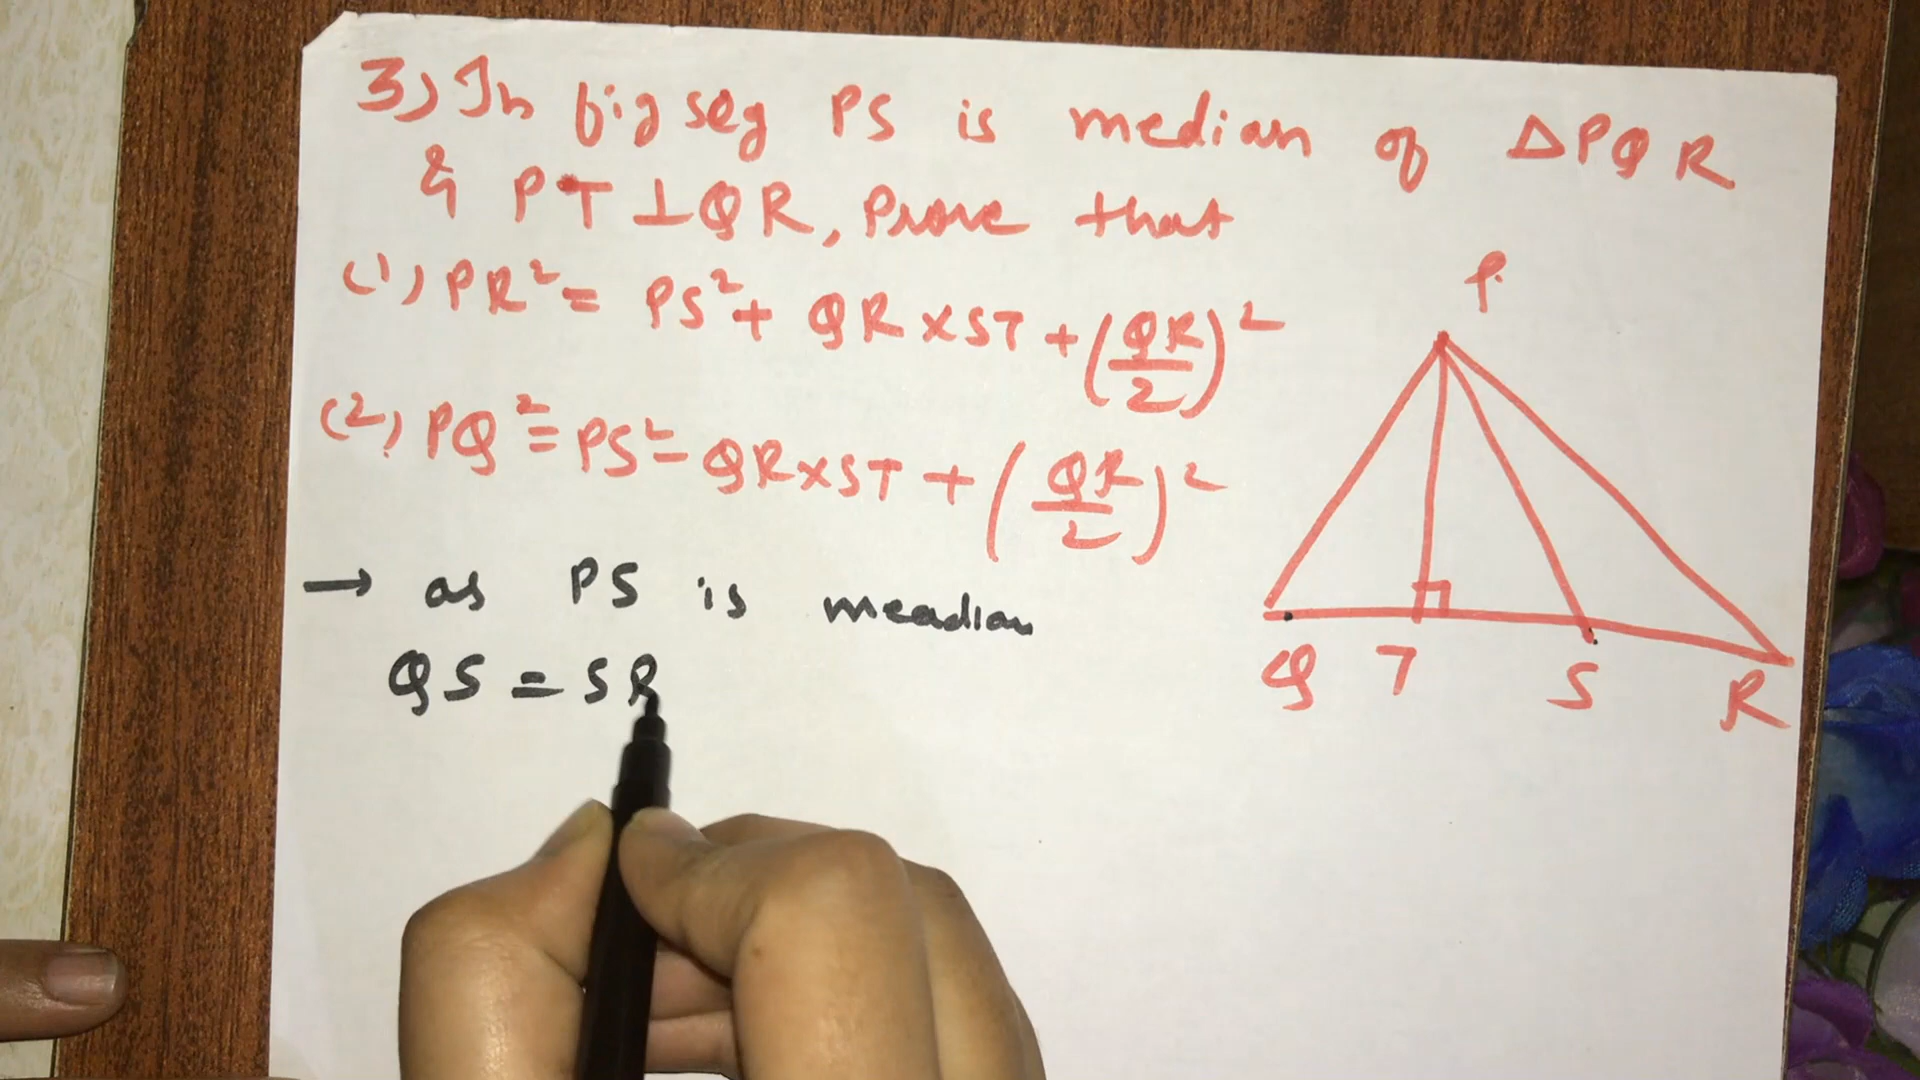 3) In fig seg PS is median of △PQR
& PT ⊥ QR, Prove that
(1) PR² = PS² + QR × ST + (QR/2)²
(2) PQ² = PS² - QR × ST + (QR/2)²
→ as PS is meadian
QS = SR
P
Q T S R